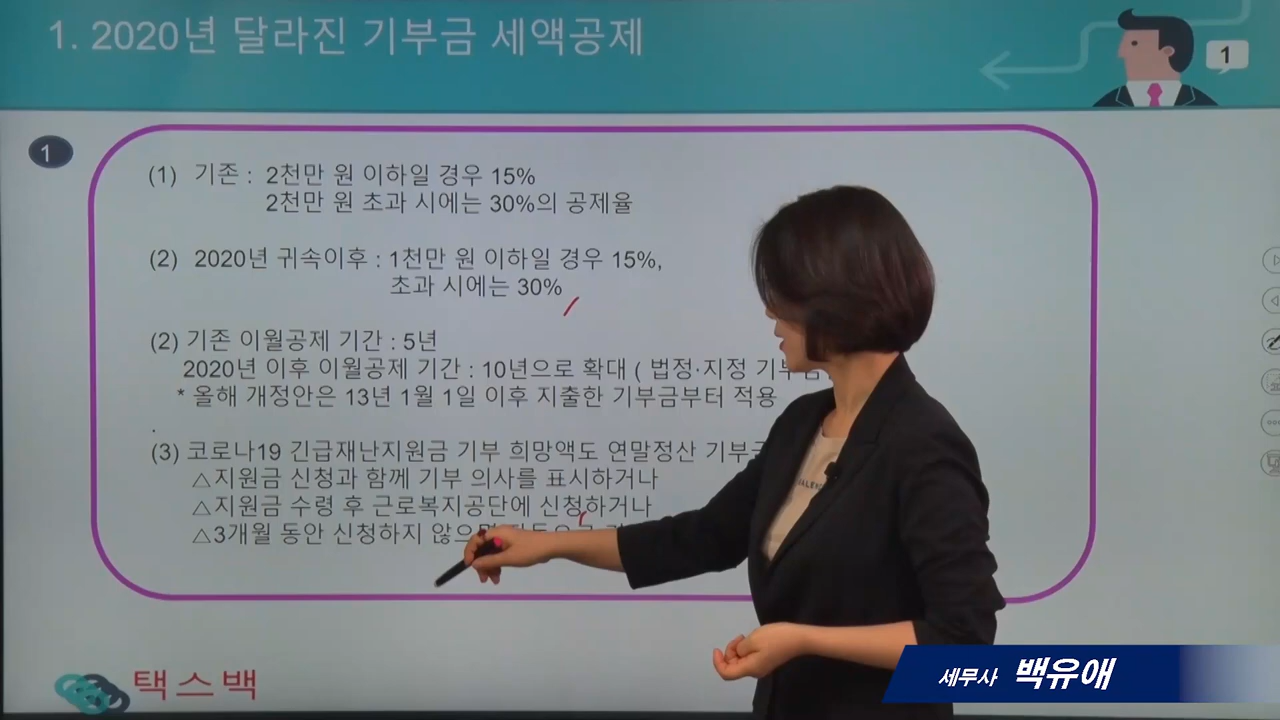 1. 2020년 달라진 기부금 세액공제
1
1
(1) 기존 : 2천만 원 이하일 경우 15%
2천만 원 초과 시에는 30%의 공제율
(2) 2020년 귀속이후 : 1천만 원 이하일 경우 15%,
초과 시에는 30%
(2) 기존 이월공제 기간 : 5년
2020년 이후 이월공제 기간 : 10년으로 확대 ( 법정·지정
* 올해 개정안은 13년 1월 1일 이후 지출한 기부금부터 적용
.
(3) 코로나19 긴급재난지원금 기부 희망액도 연말정산
△지원금 신청과 함께 기부 의사를 표시하거나
△지원금 수령 후 근로복지공단에 신청하거나
△3개월 동안 신청하지
택스백
세무사 백유애